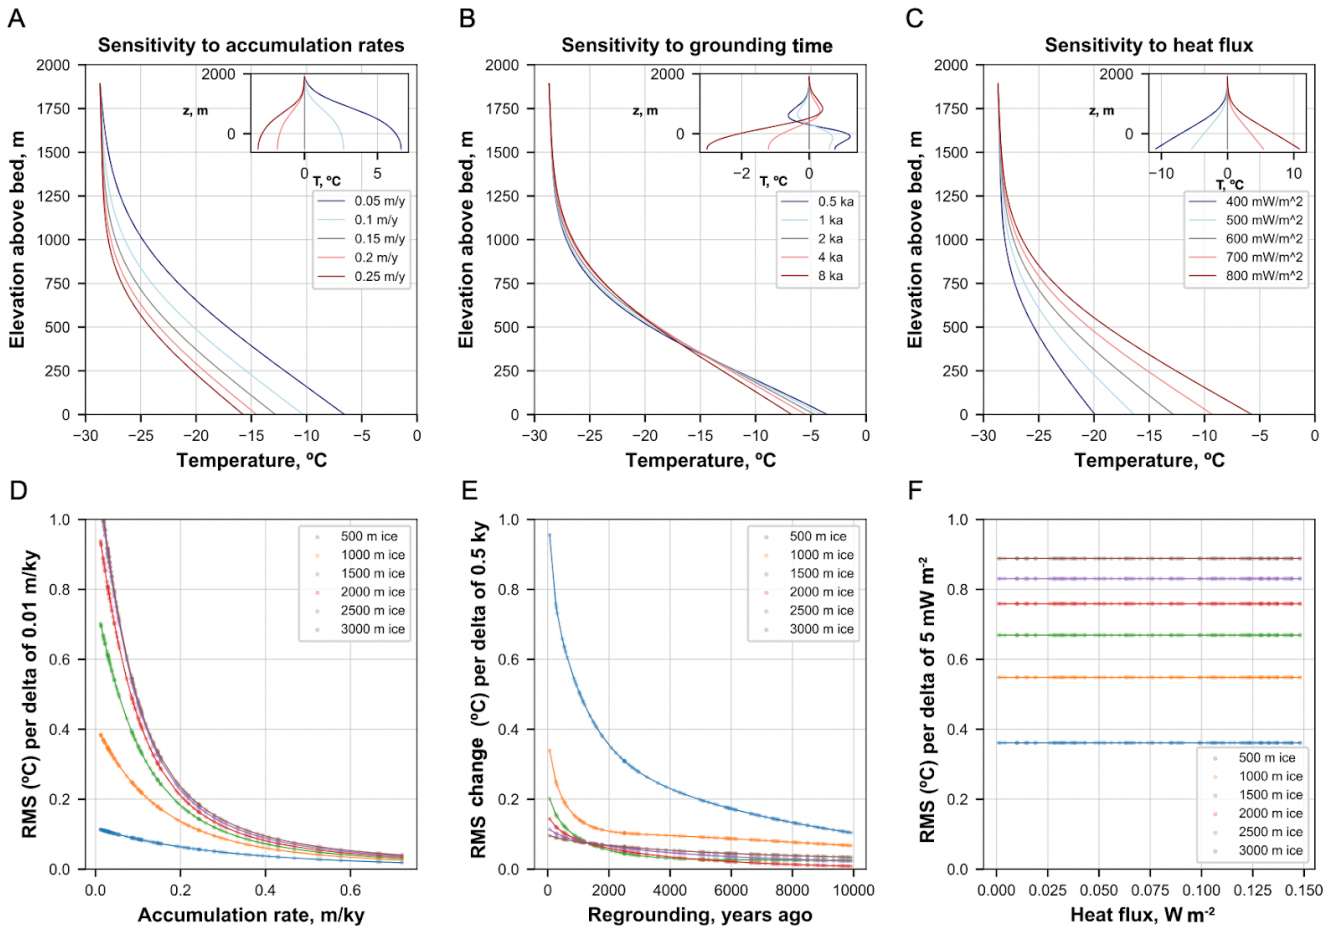 A
Sensitivity to accumulation rates
2000
1750
1500
1250
1000
750
500
250
0
Elevation above bed, m
−30 −25 −20 −15 −10 −5 0
Temperature, ºC
2000
z, m
0
0 5
T, ºC
0.05 m/y
0.1 m/y
0.15 m/y
0.2 m/y
0.25 m/y
B
Sensitivity to grounding time
2000
1750
1500
1250
1000
750
500
250
0
Elevation above bed, m
−30 −25 −20 −15 −10 −5 0
Temperature, ºC
2000
z, m
0
−2 0
T, ºC
0.5 ka
1 ka
2 ka
4 ka
8 ka
C
Sensitivity to heat flux
2000
1750
1500
1250
1000
750
500
250
0
Elevation above bed, m
−30 −25 −20 −15 −10 −5 0
Temperature, ºC
2000
z, m
0
−10 0 10
T, ºC
400 mW/m^2
500 mW/m^2
600 mW/m^2
700 mW/m^2
800 mW/m^2
D
1.0
0.8
0.6
0.4
0.2
0.0
RMS (ºC) per delta of 0.01 m/ky
0.0 0.2 0.4 0.6
Accumulation rate, m/ky
500 m ice
1000 m ice
1500 m ice
2000 m ice
2500 m ice
3000 m ice
E
1.0
0.8
0.6
0.4
0.2
0.0
RMS change (ºC) per delta of 0.5 ky
0 2000 4000 6000 8000 10000
Regrounding, years ago
500 m ice
1000 m ice
1500 m ice
2000 m ice
2500 m ice
3000 m ice
F
1.0
0.8
0.6
0.4
0.2
0.0
RMS (ºC) per delta of 5 mW m-2
0.000 0.025 0.050 0.075 0.100 0.125 0.150
Heat flux, W m-2
500 m ice
1000 m ice
1500 m ice
2000 m ice
2500 m ice
3000 m ice